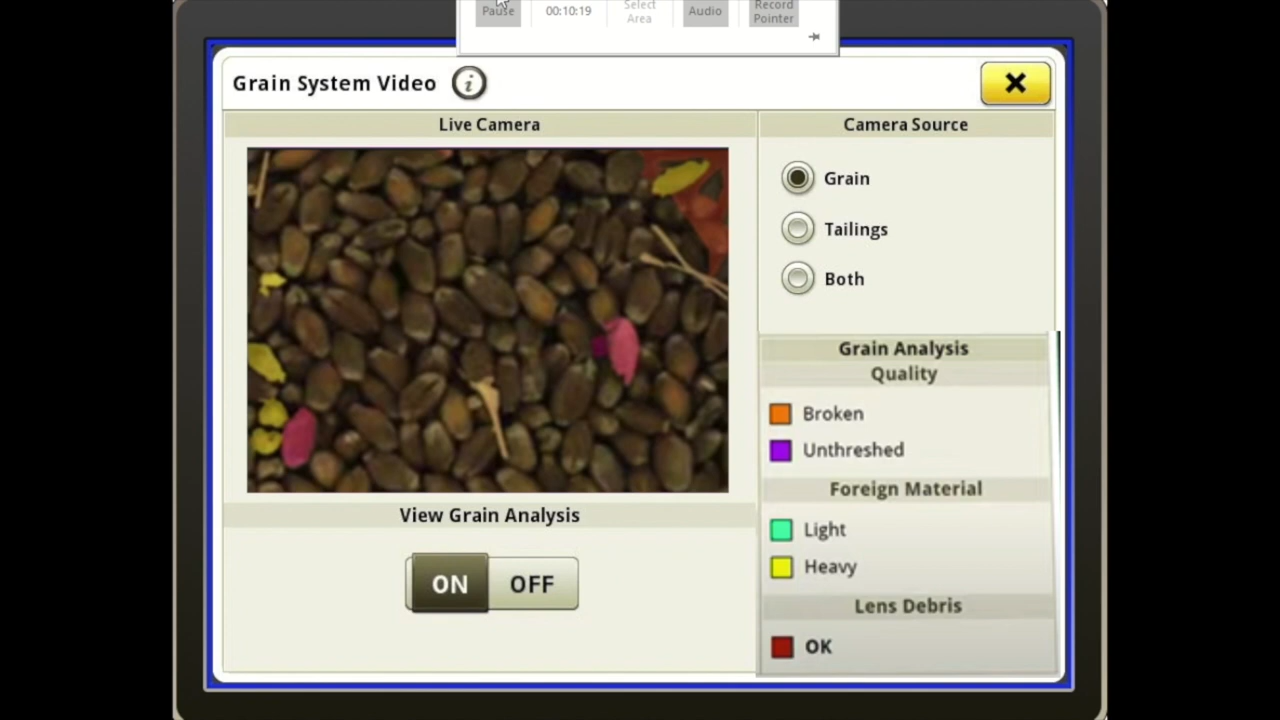 Pause
00:10:19
Select
Area
Audio
Record
Pointer
Grain System Video
i
Live Camera
Camera Source
Grain
Tailings
Both
Grain Analysis
Quality
Broken
Unthreshed
Foreign Material
Light
Heavy
Lens Debris
OK
View Grain Analysis
ON
OFF